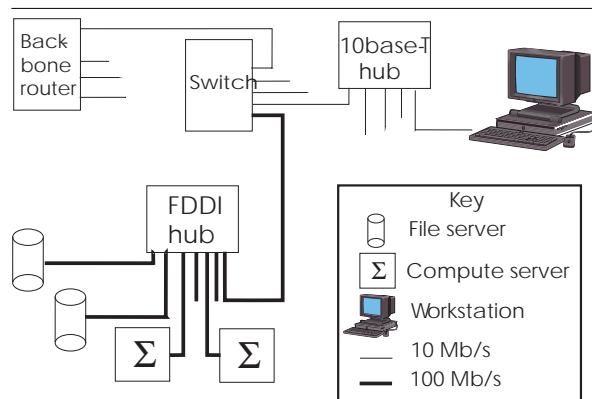 Back-
bone
router
Switch
10base-T
hub
FDDI
hub
Σ
Σ
Key
File server
Σ Compute server
Workstation
10 Mb/s
100 Mb/s